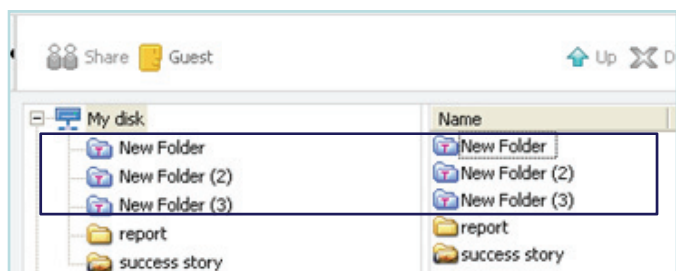 Share Guest Up D
My disk Name
New Folder New Folder
New Folder (2) New Folder (2)
New Folder (3) New Folder (3)
report report
success story success story